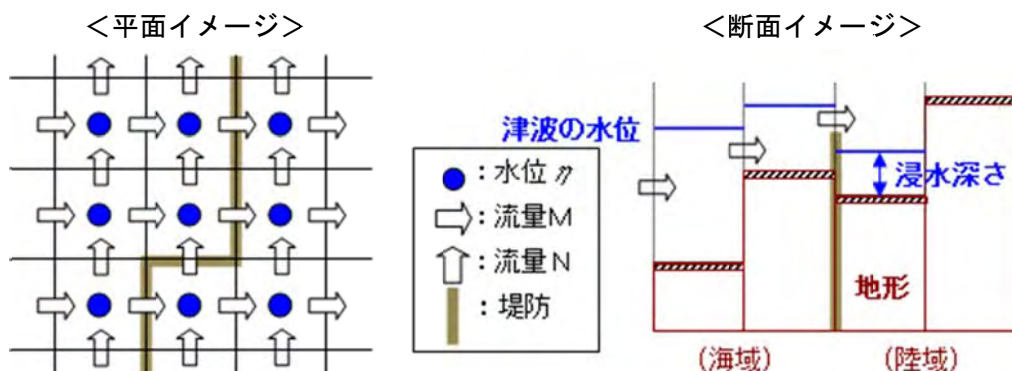 ＜平面イメージ＞
＜断面イメージ＞
：水位η
：流量M
：流量N
：堤防
津波の水位
浸水深さ
地形
(海域)
(陸域)